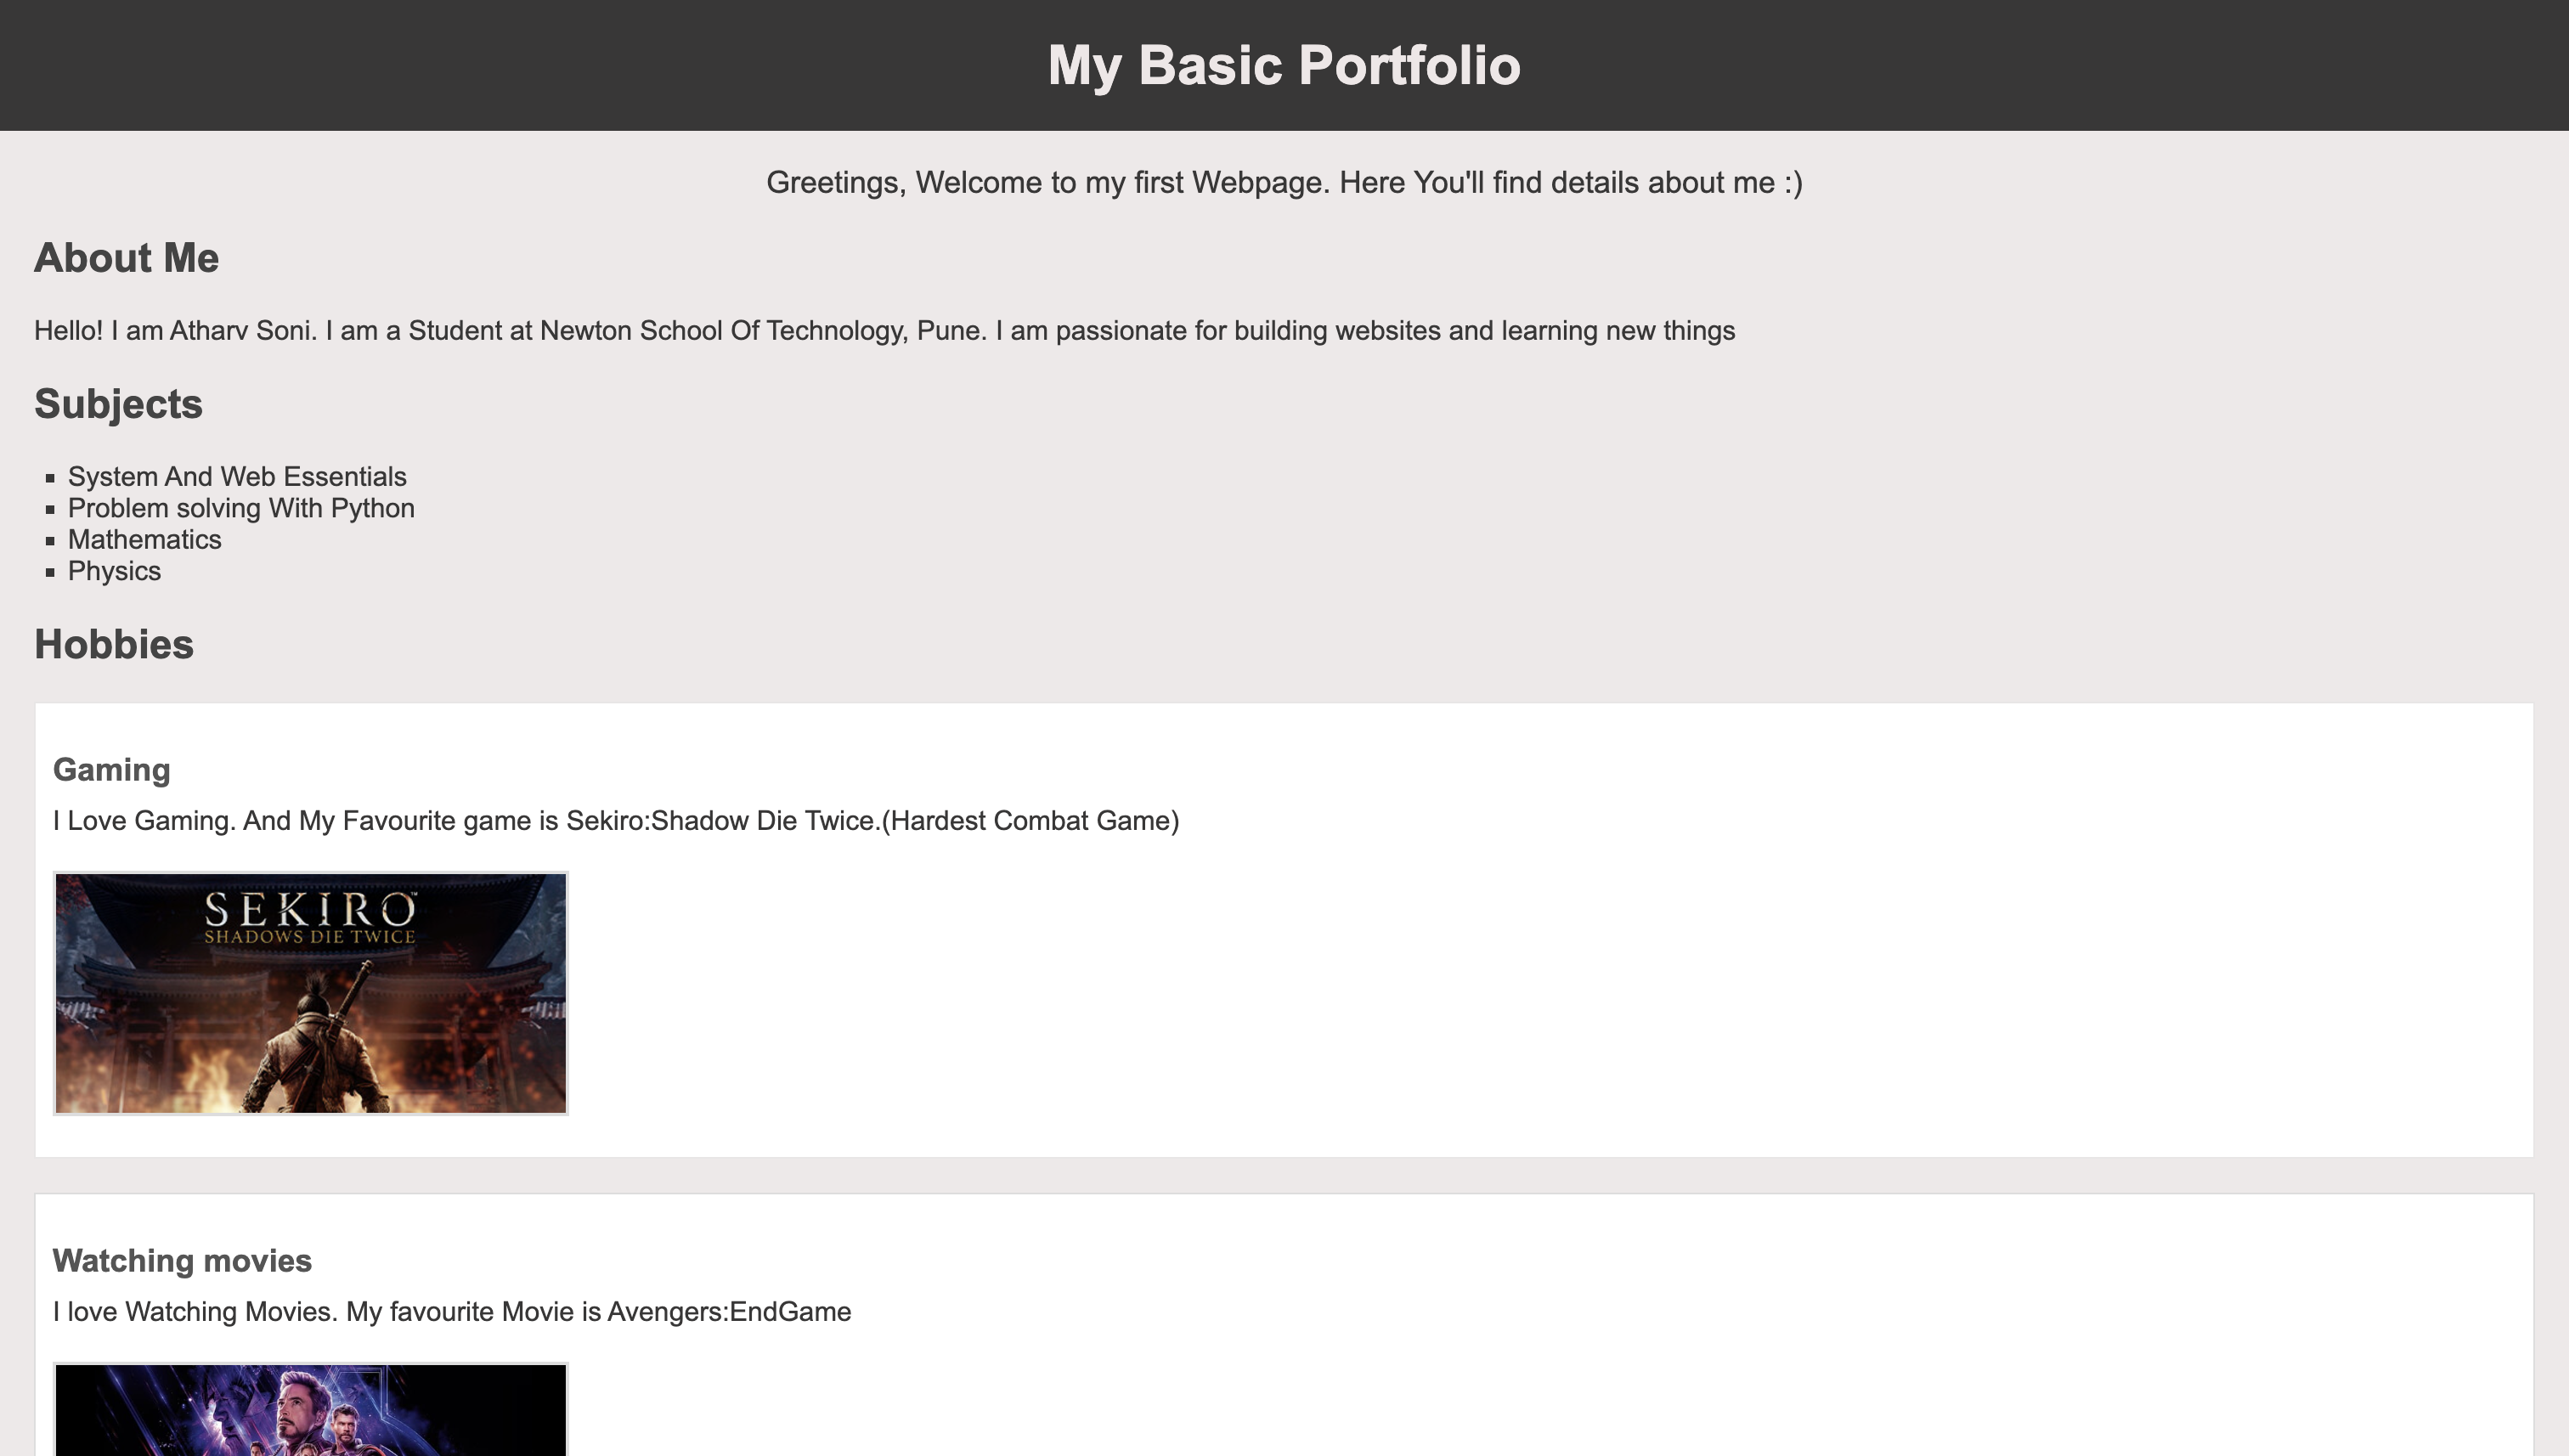 My Basic Portfolio
Greetings, Welcome to my first Webpage. Here You'll find details about me :)
About Me
Hello! I am Atharv Soni. I am a Student at Newton School Of Technology, Pune. I am passionate for building websites and learning new things
Subjects
System And Web Essentials
Problem solving With Python
Mathematics
Physics
Hobbies
Gaming
I Love Gaming. And My Favourite game is Sekiro:Shadow Die Twice.(Hardest Combat Game)
SEKIRO™
SHADOWS DIE TWICE
Watching movies
I love Watching Movies. My favourite Movie is Avengers:EndGame